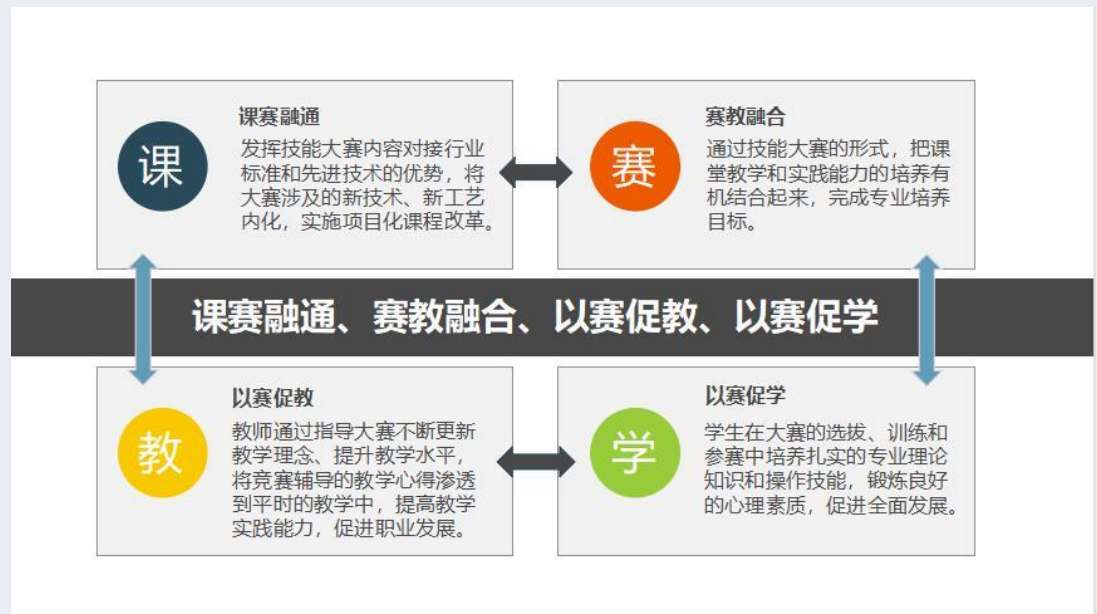 课
课赛融通
发挥技能大赛内容对接行业
标准和先进技术的优势，将
大赛涉及的新技术、新工艺
内化，实施项目化课程改革。
赛
赛教融合
通过技能大赛的形式，把课
堂教学和实践能力的培养有
机结合起来，完成专业培养
目标。
课赛融通、赛教融合、以赛促教、以赛促学
教
以赛促教
教师通过指导大赛不断更新
教学理念、提升教学水平，
将竞赛辅导的教学心得渗透
到平时的教学中，提高教学
实践能力，促进职业发展。
学
以赛促学
学生在大赛的选拔、训练和
参赛中培养扎实的专业理论
知识和操作技能，锻炼良好
的心理素质，促进全面发展。